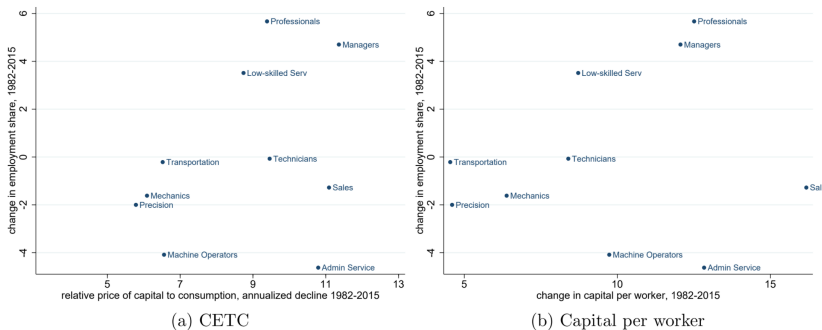 change in employment share, 1982-2015
6
4
2
0
-2
-4
Professionals
Managers
Low-skilled Serv
Technicians
Transportation
Sales
Mechanics
Precision
Machine Operators
Admin Service
5 7 9 11 13
relative price of capital to consumption, annualized decline 1982-2015
(a) CETC
change in employment share, 1982-2015
6
4
2
0
-2
-4
Professionals
Managers
Low-skilled Serv
Technicians
Transportation
Sal
Mechanics
Precision
Machine Operators
Admin Service
5 10 15
change in capital per worker, 1982-2015
(b) Capital per worker